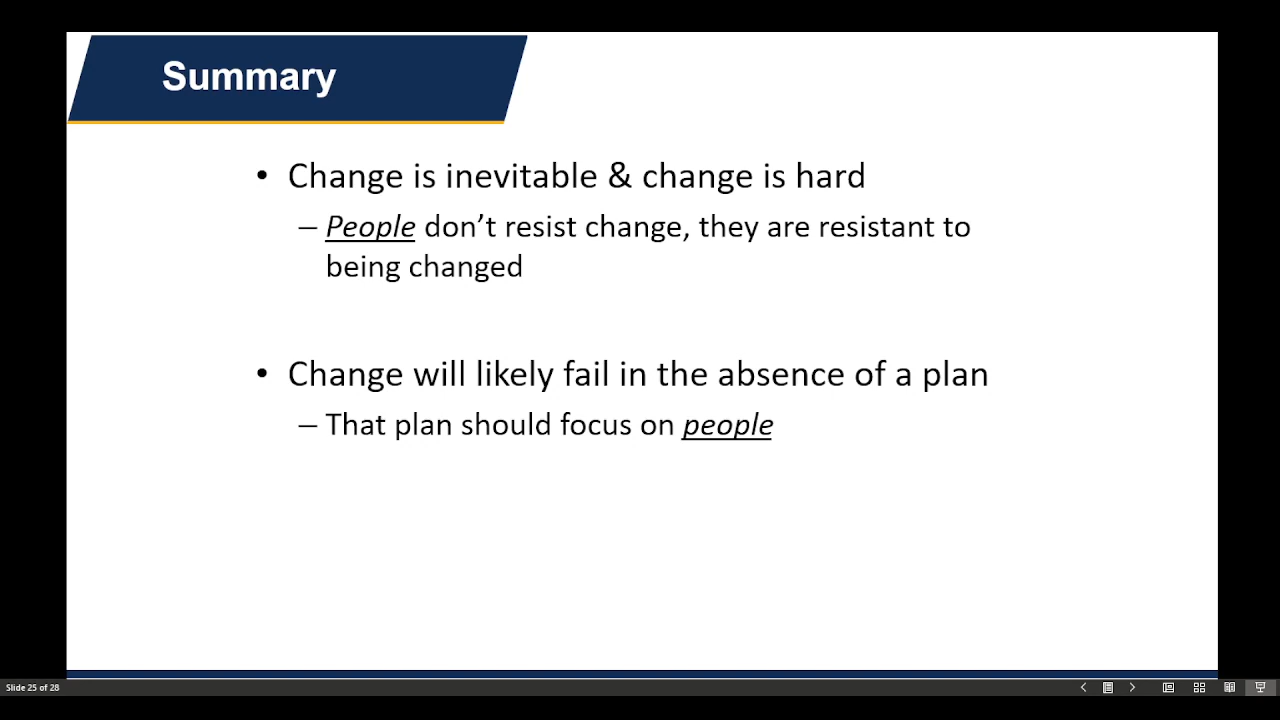 Summary
• Change is inevitable & change is hard
– People don’t resist change, they are resistant to
being changed
• Change will likely fail in the absence of a plan
– That plan should focus on people
Slide 25 of 28